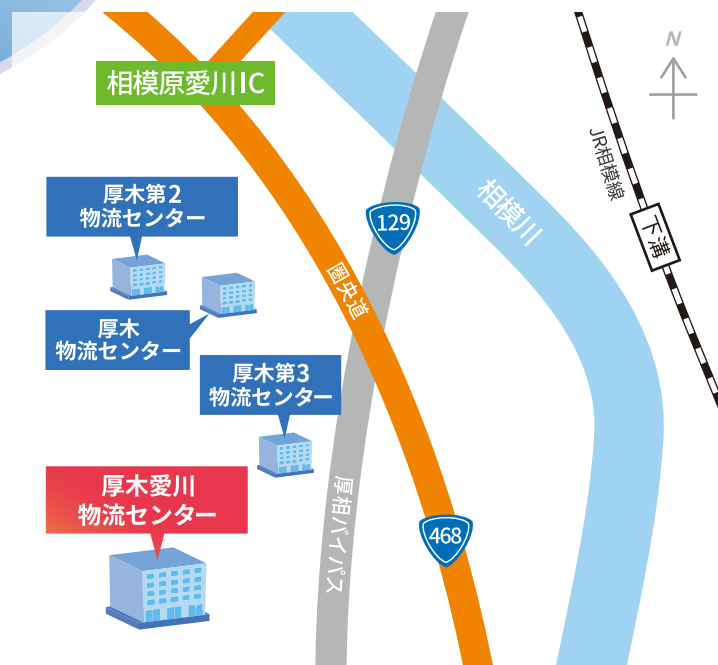 N
相模原愛川IC
JR相模線
厚木第2
物流センター
129
相模川
下溝
圏央道
厚木
物流センター
厚木第3
物流センター
厚木愛川
物流センター
厚相バイパス
468